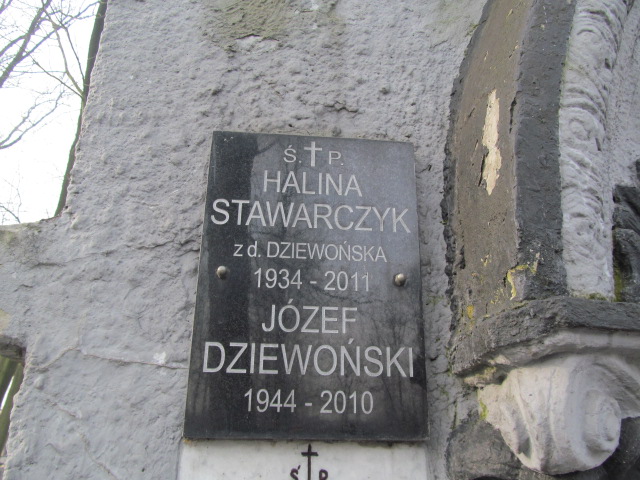 Ś.†P.
HALINA
STAWARCZYK
z d. DZIEWOŃSKA
1934 - 2011
JÓZEF
DZIEWOŃSKI
1944 - 2010
Ś†P